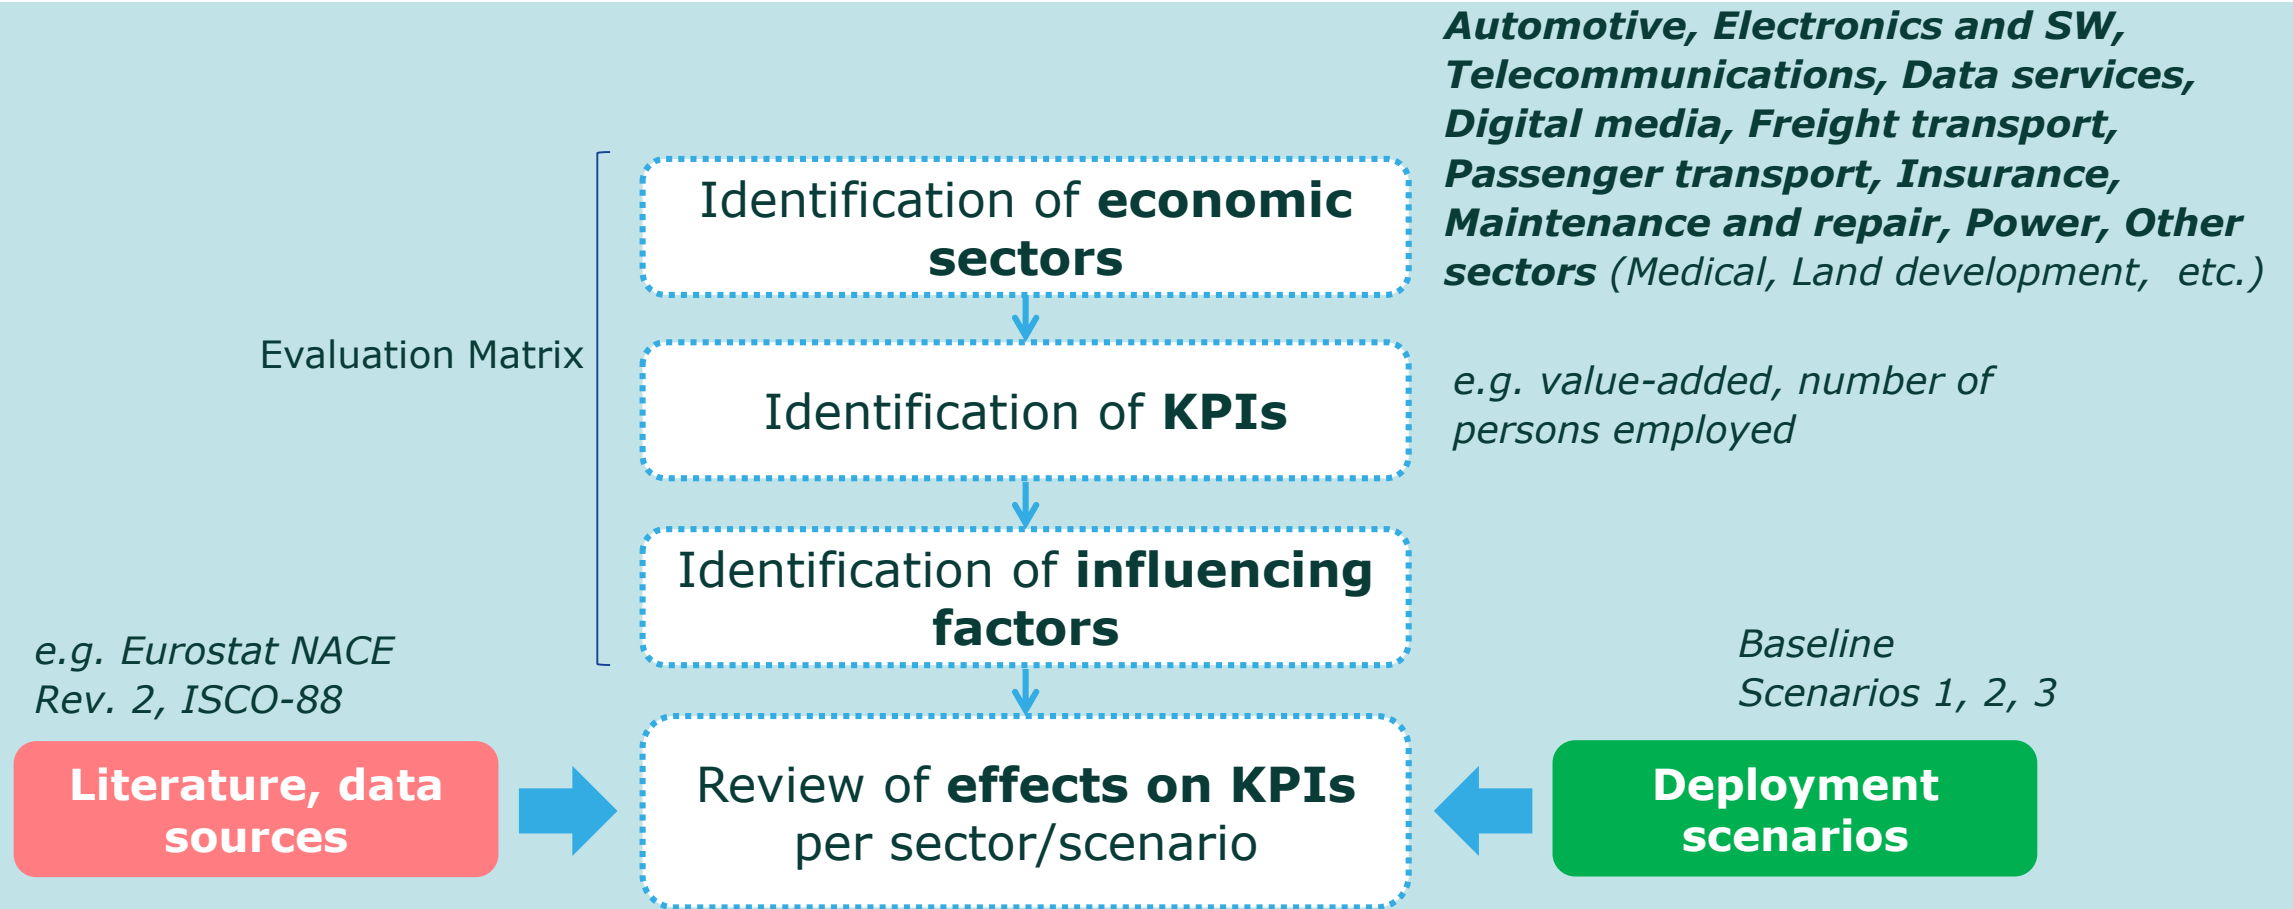 Automotive, Electronics and SW,
Telecommunications, Data services,
Digital media, Freight transport,
Passenger transport, Insurance,
Maintenance and repair, Power, Other
sectors (Medical, Land development, etc.)
Identification of economic
sectors
Evaluation Matrix
Identification of KPIs
e.g. value-added, number of
persons employed
Identification of influencing
factors
e.g. Eurostat NACE
Rev. 2, ISCO-88
Baseline
Scenarios 1, 2, 3
Literature, data
sources
Review of effects on KPIs
per sector/scenario
Deployment
scenarios